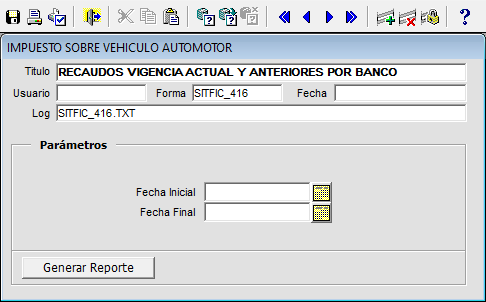 IMPUESTO SOBRE VEHICULO AUTOMOTOR
Titulo RECAUDOS VIGENCIA ACTUAL Y ANTERIORES POR BANCO
Usuario Forma SITFIC_416 Fecha
Log SITFIC_416.TXT
Parámetros
Fecha Inicial
Fecha Final
Generar Reporte